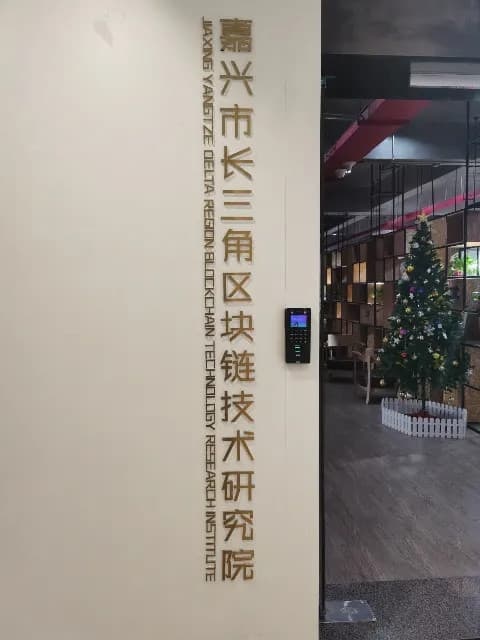 嘉兴市长三角区块链技术研究院
JIAXING YANGTZE DELTA REGION BLOCKCHAIN TECHNOLOGY RESEARCH INSTITUTE